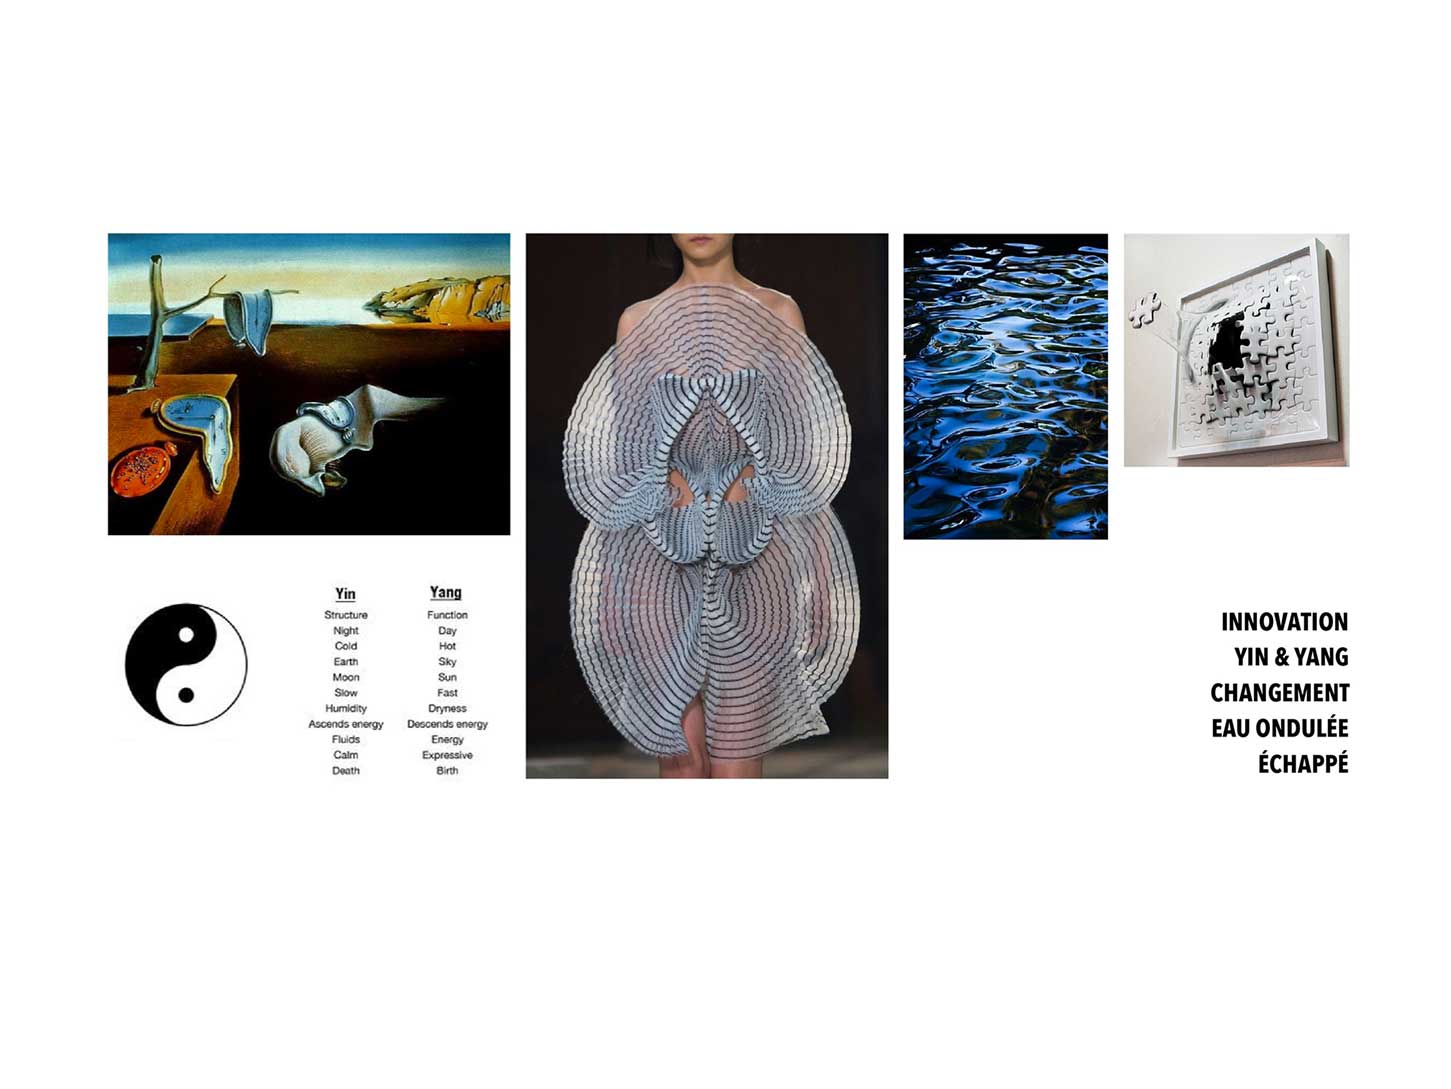 Yin Yang
Structure Function
Night Day
Cold Hot
Earth Sky
Moon Sun
Slow Fast
Humidity Dryness
Ascends energy Descends energy
Fluids Energy
Calm Expressive
Death Birth
INNOVATION
YIN & YANG
CHANGEMENT
EAU ONDULÉE
ÉCHAPPÉ